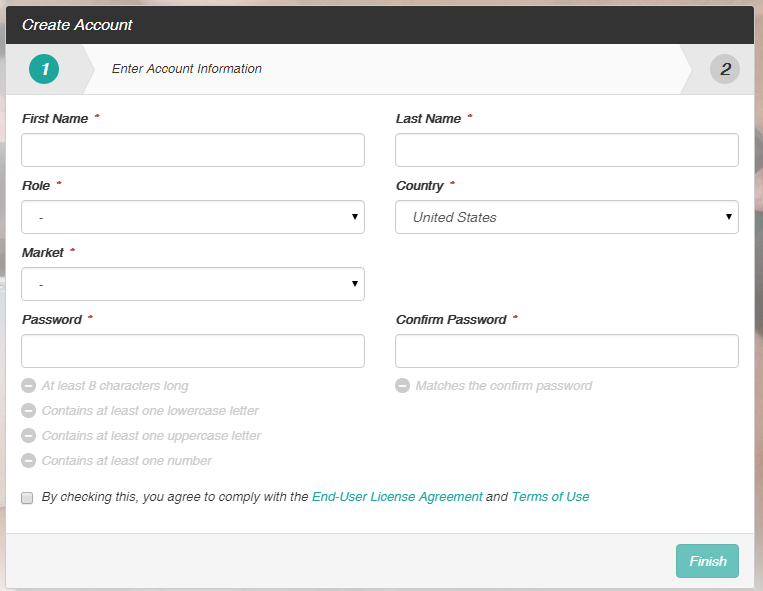 Create Account
1 Enter Account Information 2
First Name * Last Name *
Role * Country *
- United States
Market *
-
Password * Confirm Password *
At least 8 characters long Matches the confirm password
Contains at least one lowercase letter
Contains at least one uppercase letter
Contains at least one number
By checking this, you agree to comply with the End-User License Agreement and Terms of Use
Finish